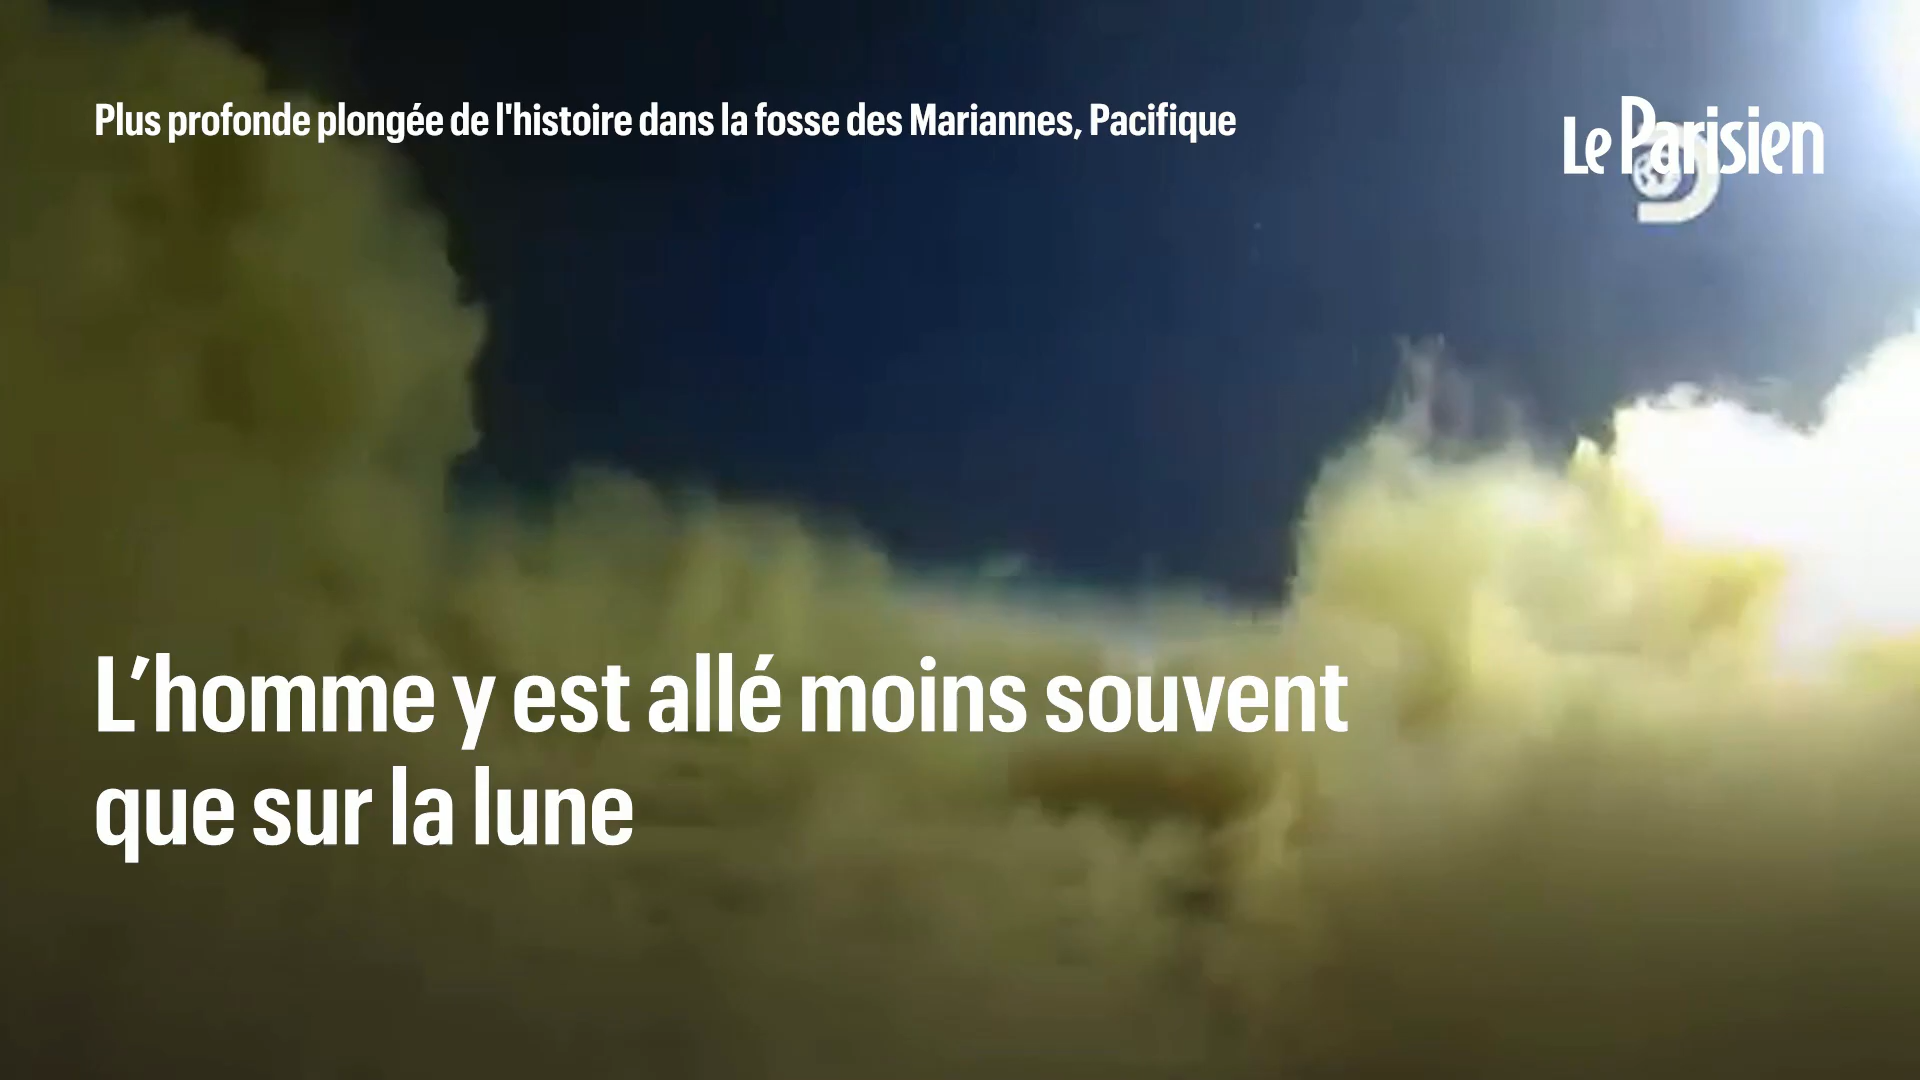 Plus profonde plongée de l'histoire dans la fosse des Mariannes, Pacifique
Le Parisien
L’homme y est allé moins souvent
que sur la lune